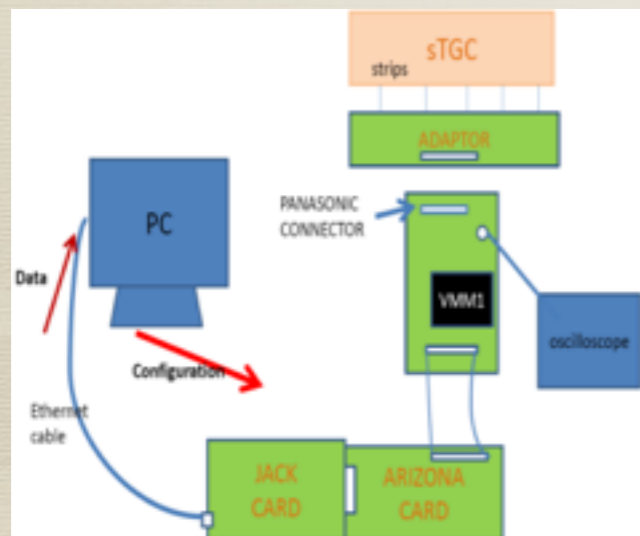 sTGC
strips
ADAPTOR
PANASONIC
CONNECTOR
PC
Data
VMM1
oscilloscope
Configuration
Ethernet
cable
JACK
CARD
ARIZONA
CARD